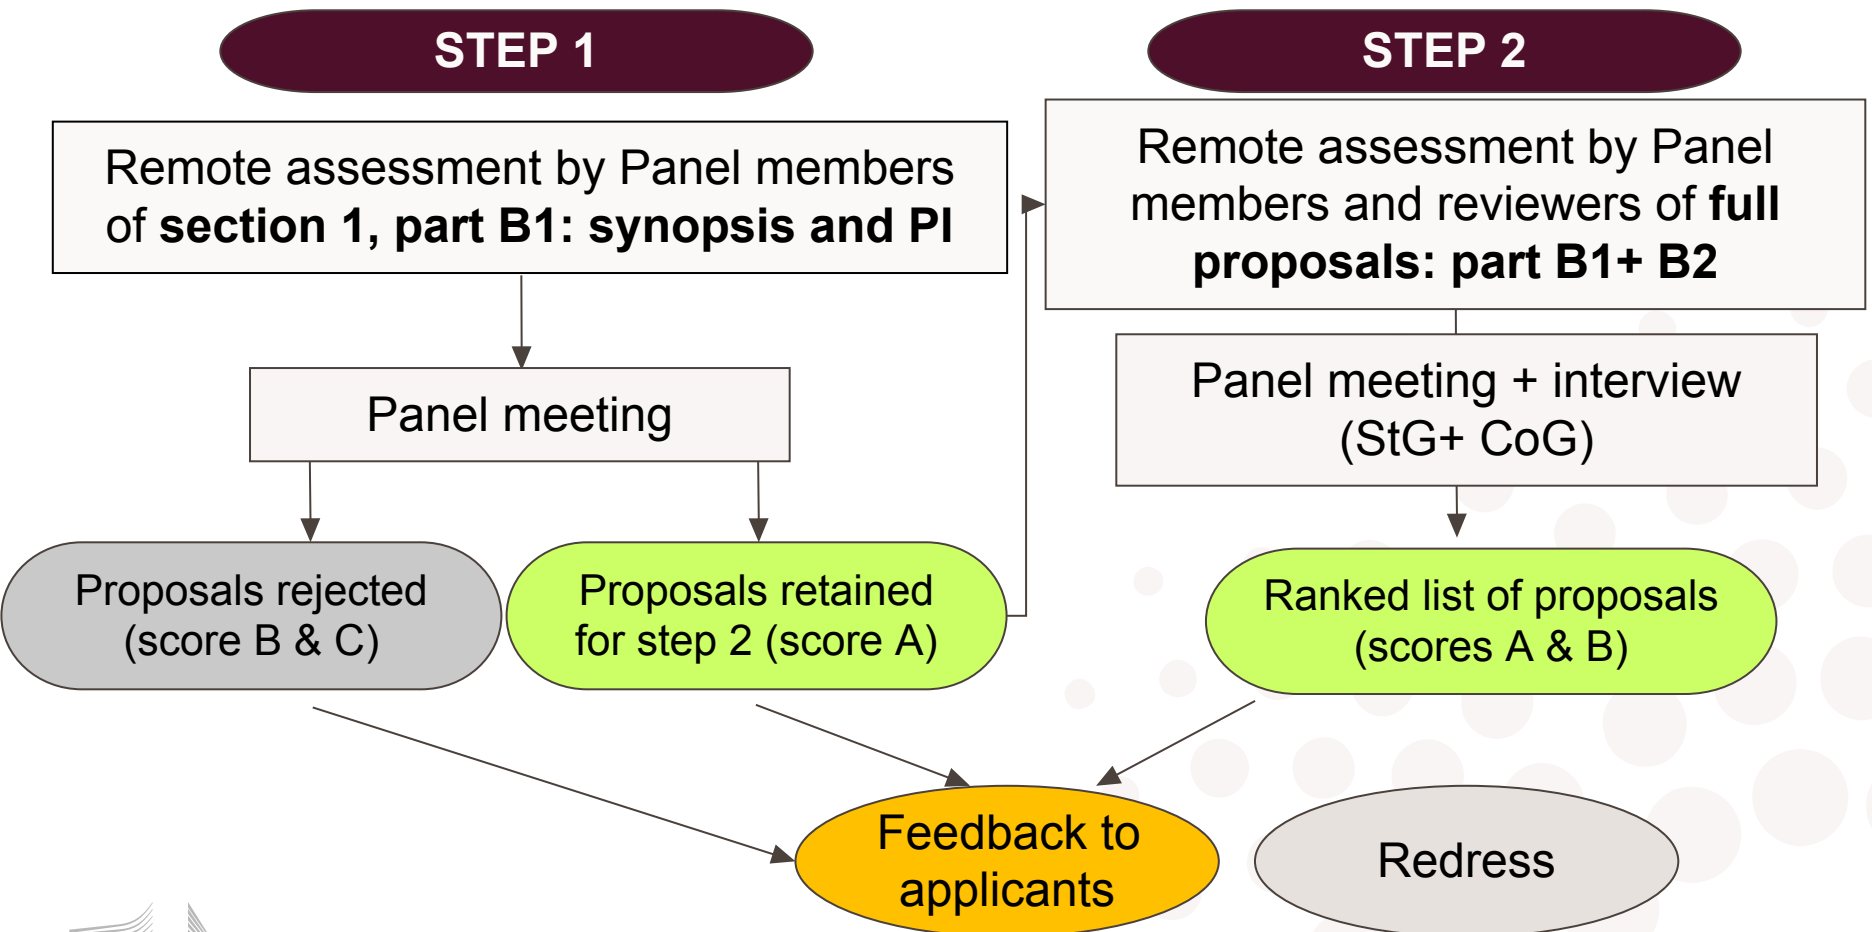 STEP 1
Remote assessment by Panel members
of section 1, part B1: synopsis and PI
Panel meeting
Proposals rejected
(score B & C)
Proposals retained
for step 2 (score A)
STEP 2
Remote assessment by Panel
members and reviewers of full
proposals: part B1+ B2
Panel meeting + interview
(StG+ CoG)
Ranked list of proposals
(scores A & B)
Feedback to
applicants
Redress